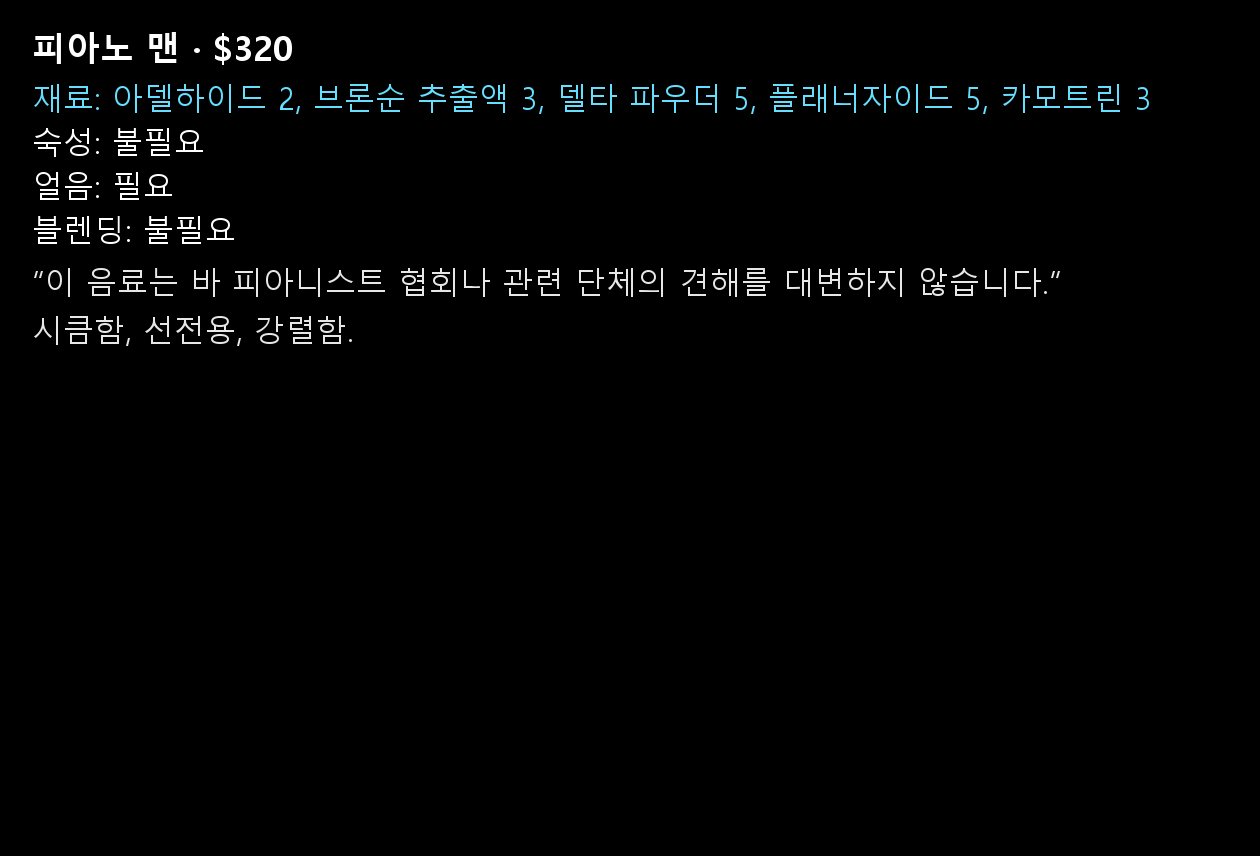 피아노 맨 · $320
재료: 아델하이드 2, 브론슨 추출액 3, 델타 파우더 5, 플래너자이드 5, 카모트린 3
숙성: 불필요
얼음: 필요
블렌딩: 불필요
"이 음료는 바 피아니스트 협회나 관련 단체의 견해를 대변하지 않습니다."
시큼함, 선전용, 강렬함.